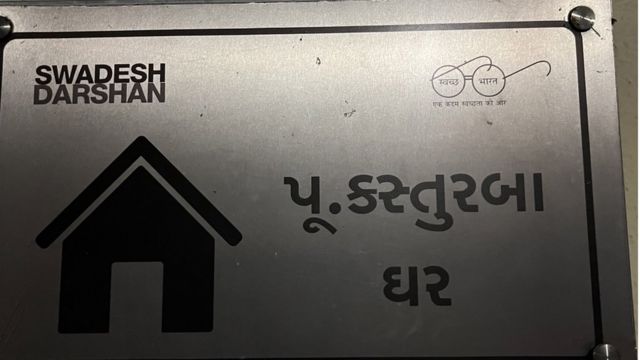 SWADESH
DARSHAN
स्वच्छ भारत
एक कदम स्वच्छता की ओर
પૂ.કસ્તુરબા
ઘર